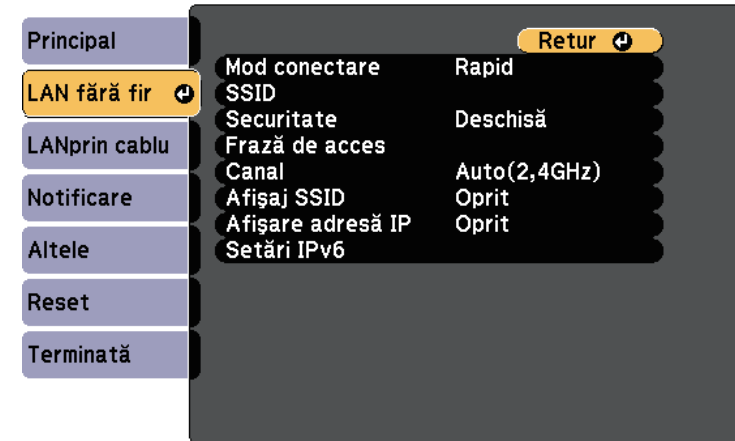 Principal
LAN fără fir
LANprin cablu
Notificare
Altele
Reset
Terminată
Retur
Mod conectare Rapid
SSID
Securitate Deschisă
Frază de acces
Canal Auto(2,4GHz)
Afişaj SSID Oprit
Afişare adresă IP Oprit
Setări IPv6